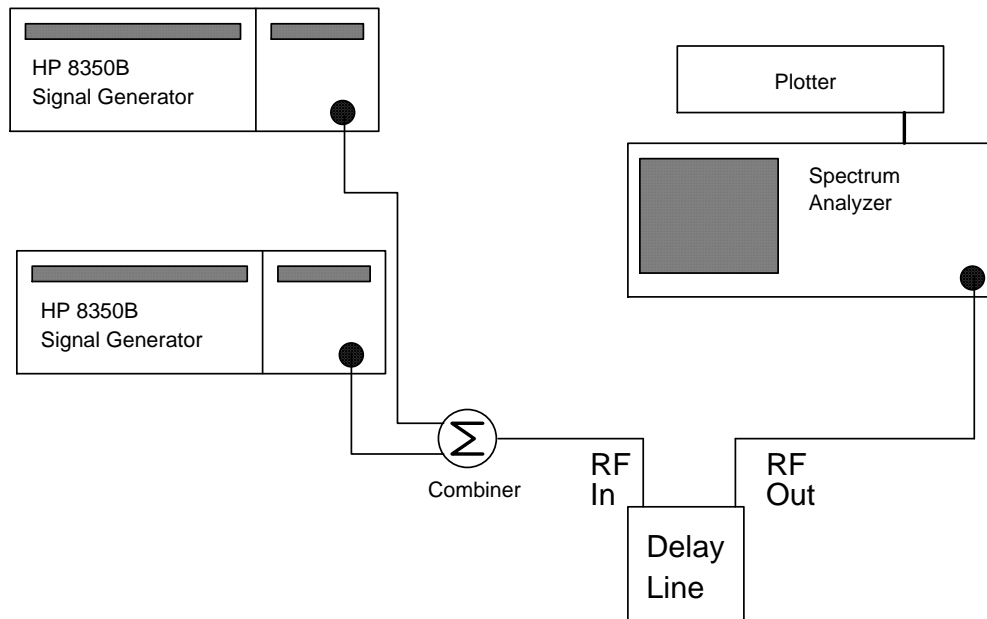 HP 8350B
Signal Generator
Plotter
Spectrum
Analyzer
HP 8350B
Signal Generator
Σ
Combiner
RF
In
RF
Out
Delay
Line